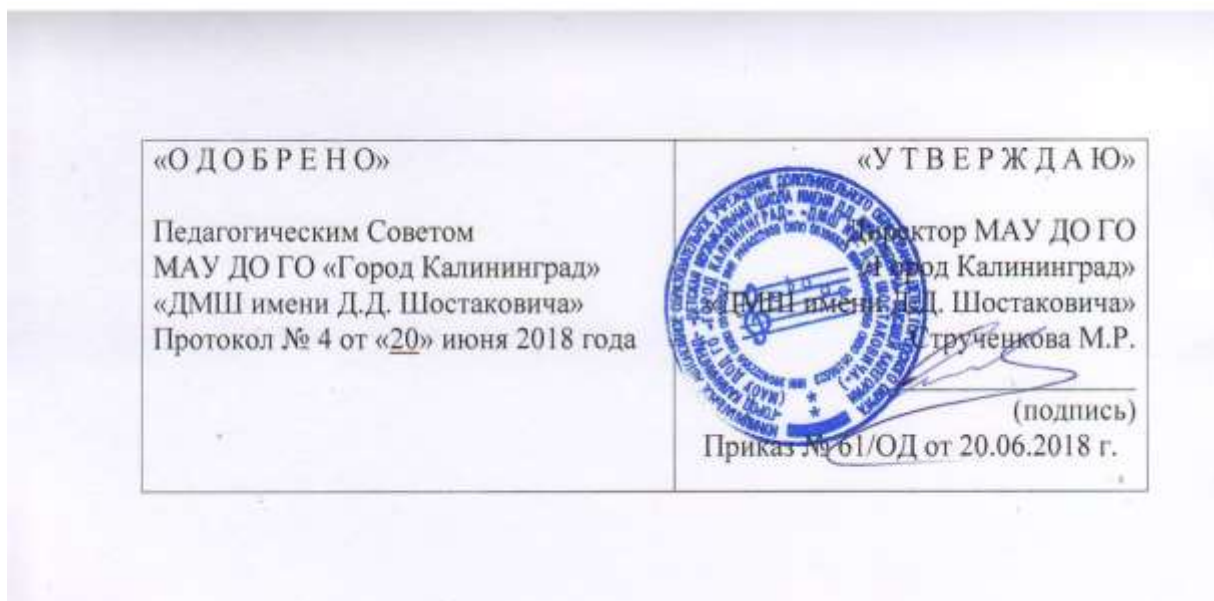 «О Д О Б Р Е Н О»
Педагогическим Советом
МАУ ДО ГО «Город Калининград»
«ДМШ имени Д.Д. Шостаковича»
Протокол № 4 от «20» июня 2018 года
«У Т В Е Р Ж Д А Ю»
Директор МАУ ДО ГО
«Город Калининград»
«ДМШ имени Д.Д. Шостаковича»
Струченкова М.Р.
(подпись)
Приказ № 61/ОД от 20.06.2018 г.